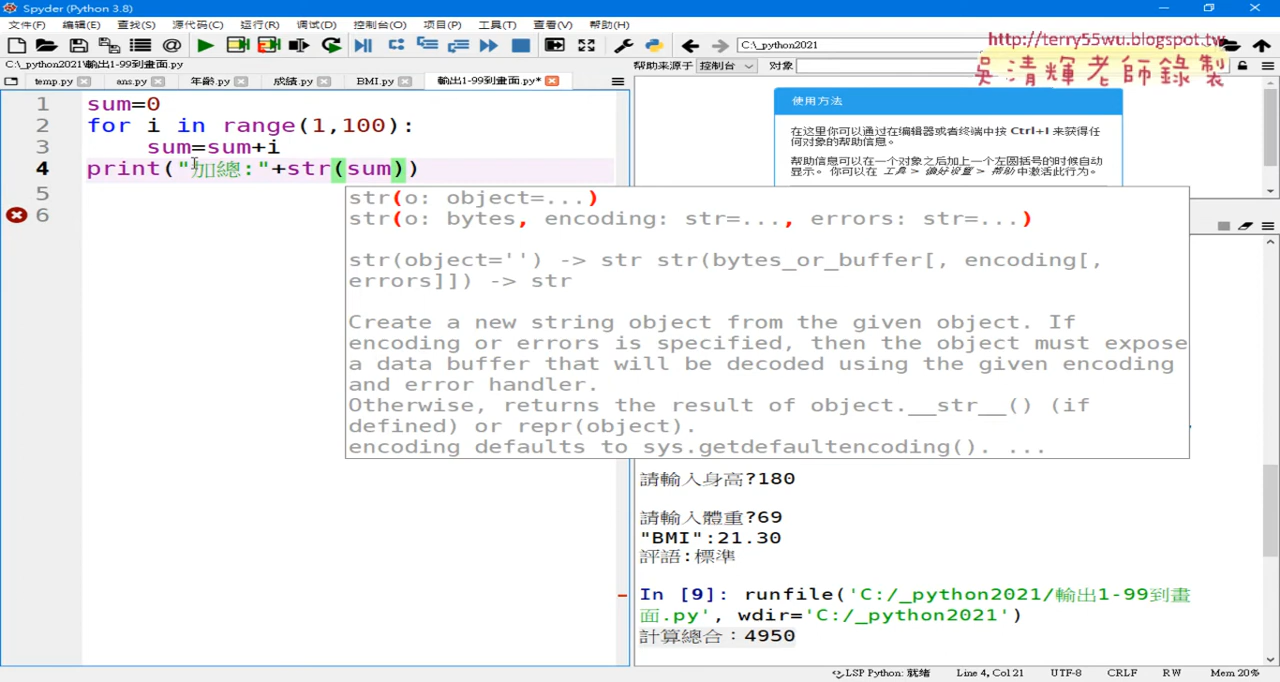 Spyder (Python 3.8)
文件(F) 编辑(E) 查找(S) 源代码(C) 运行(R) 调试(D) 控制台(O) 项目(P) 工具(T) 查看(V) 帮助(H)
C:\_python2021
http://terry55wu.blogspot.tw
吳清輝老師錄製
C:\_python2021\輸出1-99到畫面.py
帮助来源于 控制台 对象
temp.py ans.py 年齡.py 成績.py BMI.py 輸出1-99到畫面.py*
1 sum=0
2 for i in range(1,100):
3 sum=sum+i
4 print("加總:"+str(sum))
5
6
str(o: object=...)
str(o: bytes, encoding: str=..., errors: str=...)
str(object='') -> str str(bytes_or_buffer[, encoding[,
errors]]) -> str
Create a new string object from the given object. If
encoding or errors is specified, then the object must expose
a data buffer that will be decoded using the given encoding
and error handler.
Otherwise, returns the result of object.__str__() (if
defined) or repr(object).
encoding defaults to sys.getdefaultencoding(). ...
使用方法
在这里你可以通过在编辑器或者终端中按 Ctrl+I 来获得任
何对象的帮助信息。
帮助信息可以在一个对象之后加上一个左圆括号的时候自动
显示。 你可以在 工具 > 偏好设置 > 帮助 中激活此行为。
請輸入身高?180
請輸入體重?69
"BMI":21.30
評語:標準
In [9]: runfile('C:/_python2021/輸出1-99到畫
面.py', wdir='C:/_python2021')
計算總合：4950
LSP Python: 就绪 Line 4, Col 21 UTF-8 CRLF RW Mem 20%